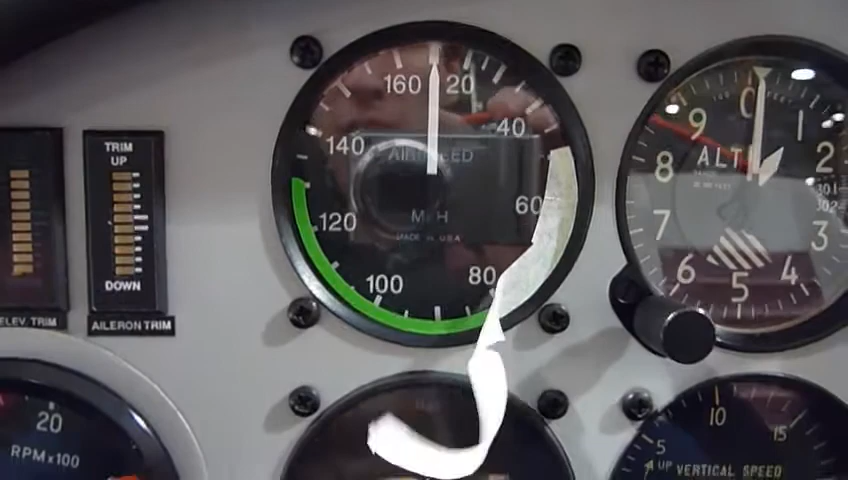 TRIM
UP
DOWN
ELEV TRIM
AILERON TRIM
160 20
140 40
AIRSPEED
120 60
MPH
MADE IN USA
100 80
0
9 1
8 ALT 2
7 3
6 4
5
20
RPMx100
10
5 15
UP VERTICAL SPEED